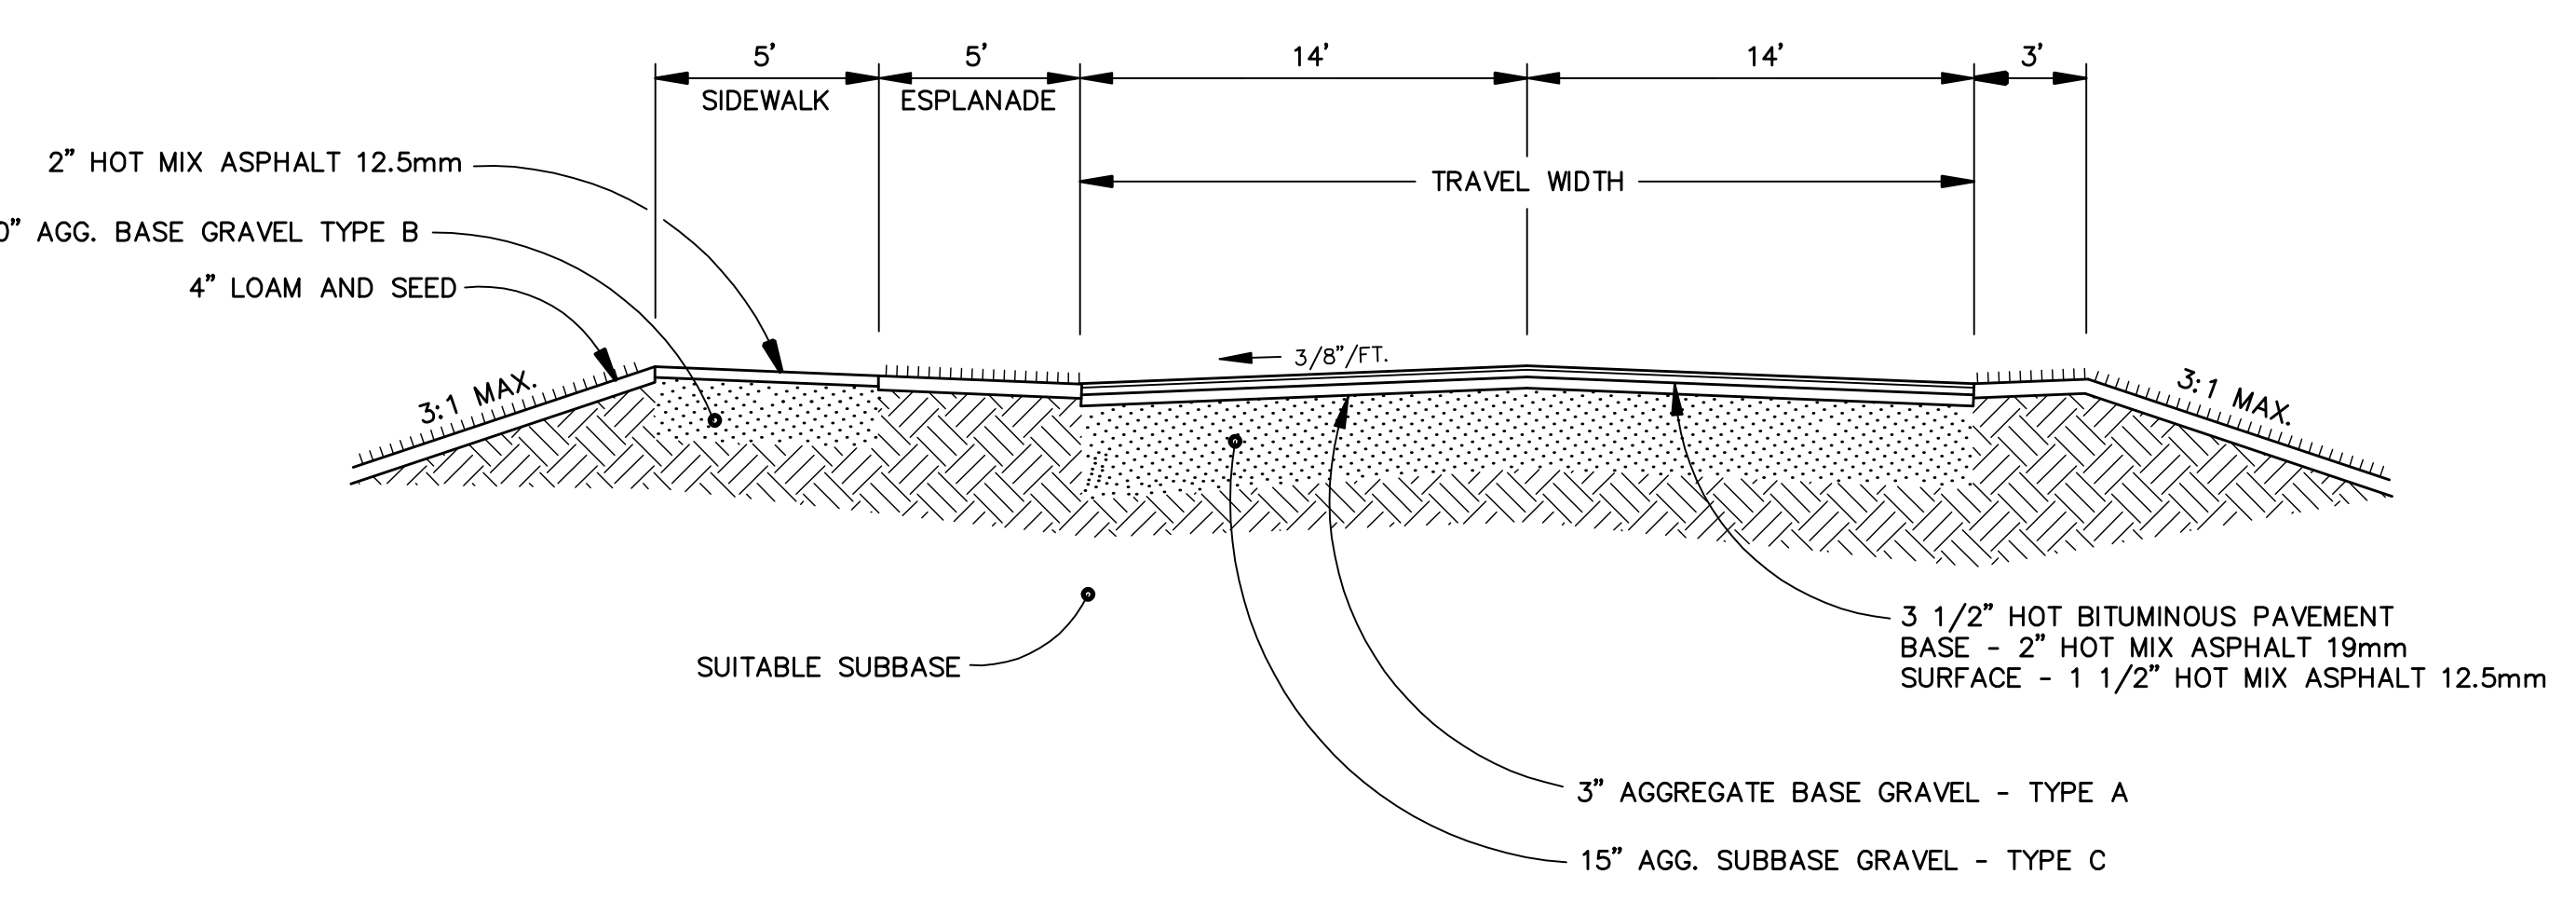 5' 5' 14' 14' 3'
SIDEWALK ESPLANADE
2" HOT MIX ASPHALT 12.5mm
TRAVEL WIDTH
0" AGG. BASE GRAVEL TYPE B
4" LOAM AND SEED
3/8"/FT.
3:1 MAX.
3:1 MAX.
3 1/2" HOT BITUMINOUS PAVEMENT
BASE - 2" HOT MIX ASPHALT 19mm
SURFACE - 1 1/2" HOT MIX ASPHALT 12.5mm
SUITABLE SUBBASE
3" AGGREGATE BASE GRAVEL - TYPE A
15" AGG. SUBBASE GRAVEL - TYPE C